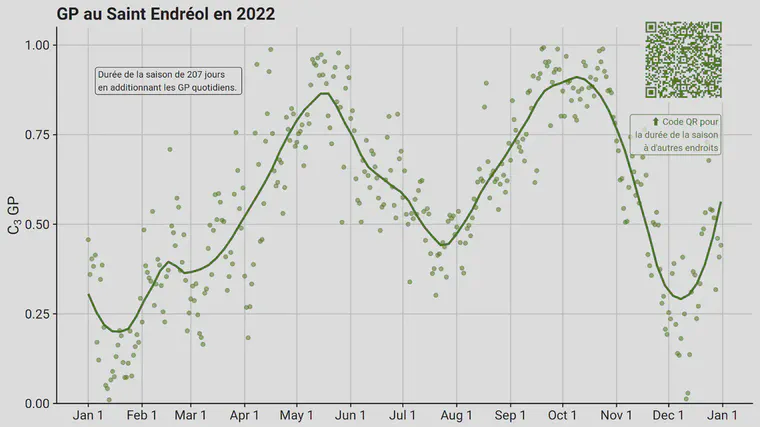 GP au Saint Endréol en 2022
Durée de la saison de 207 jours
en additionnant les GP quotidiens.
⬆ Code QR pour
la durée de la saison
à d'autres endroits
C₃ GP
1.00
0.75
0.50
0.25
0.00
Jan 1 Feb 1 Mar 1 Apr 1 May 1 Jun 1 Jul 1 Aug 1 Sep 1 Oct 1 Nov 1 Dec 1 Jan 1